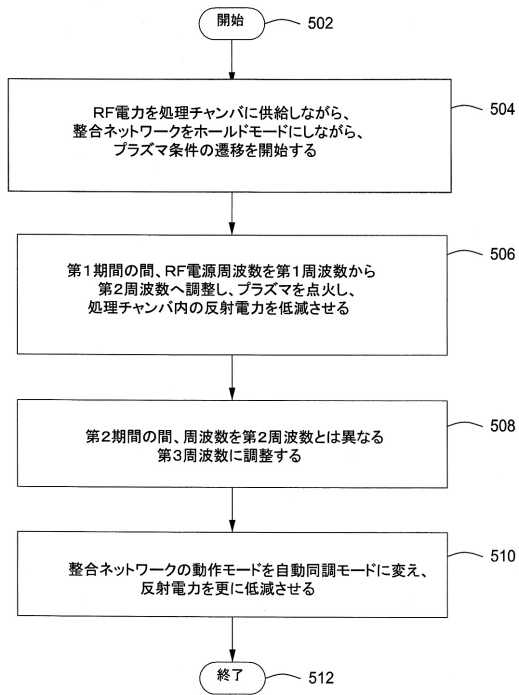 開始
502
RF電力を処理チャンバに供給しながら、
整合ネットワークをホールドモードにしながら、
プラズマ条件の遷移を開始する
504
第1期間の間、RF電源周波数を第1周波数から
第2周波数へ調整し、プラズマを点火し、
処理チャンバ内の反射電力を低減させる
506
第2期間の間、周波数を第2周波数とは異なる
第3周波数に調整する
508
整合ネットワークの動作モードを自動同調モードに変え、
反射電力を更に低減させる
510
終了
512